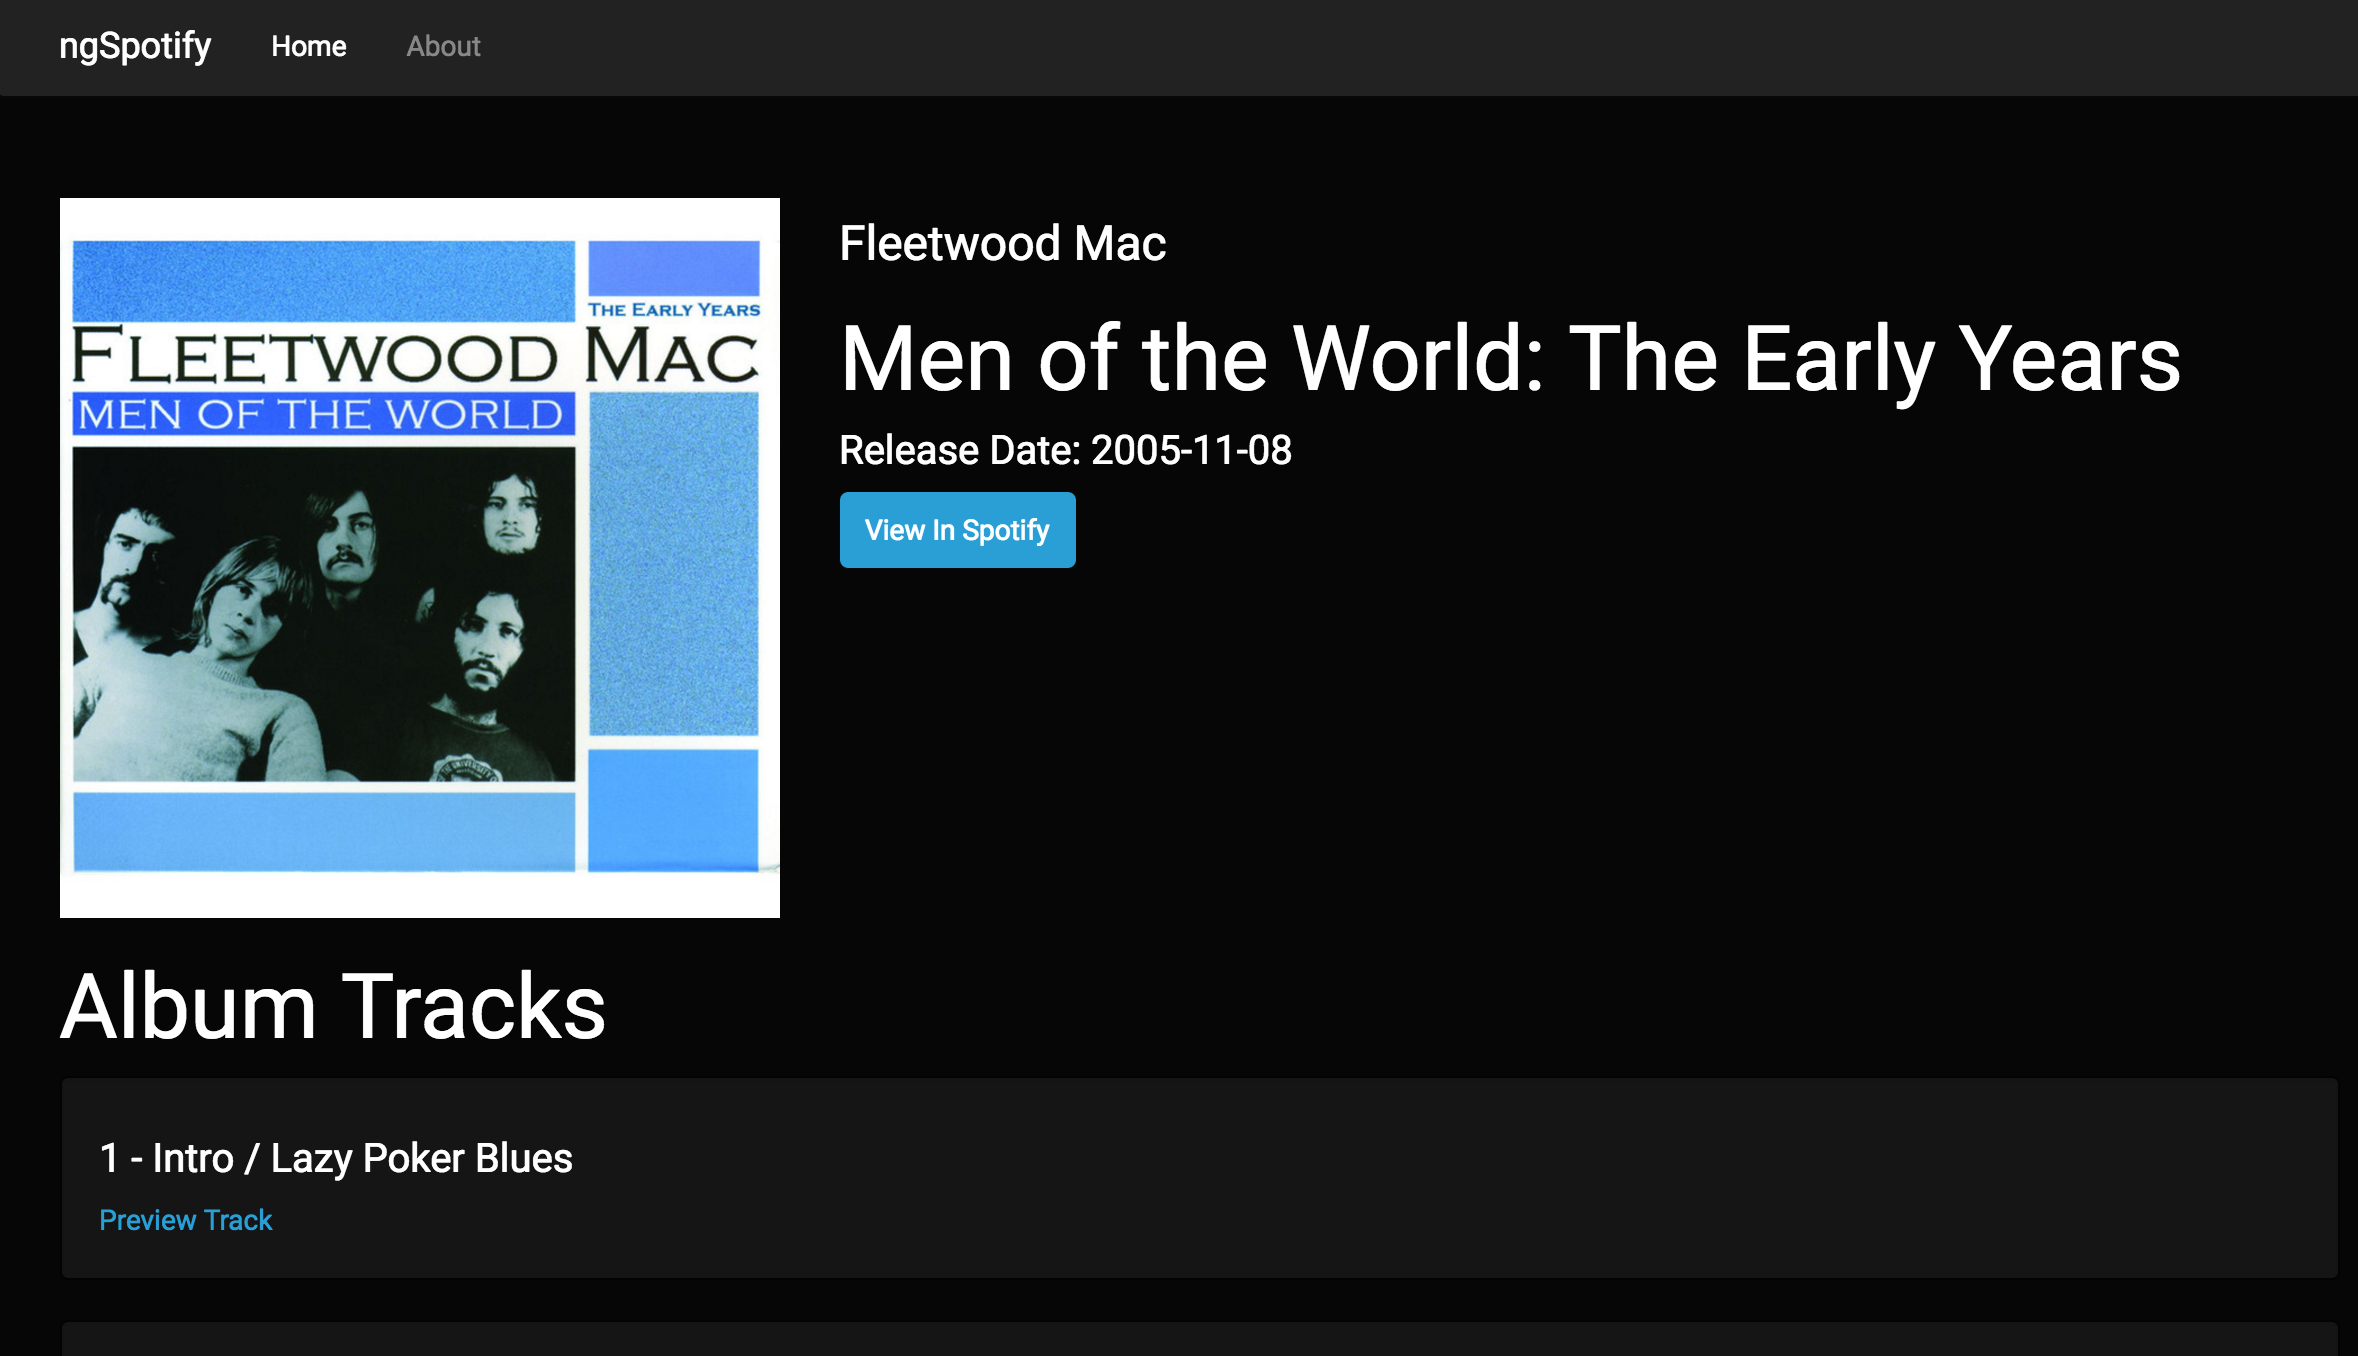 ngSpotify Home About
THE EARLY YEARS
FLEETWOOD MAC
MEN OF THE WORLD
Fleetwood Mac
Men of the World: The Early Years
Release Date: 2005-11-08
View In Spotify
Album Tracks
1 - Intro / Lazy Poker Blues
Preview Track